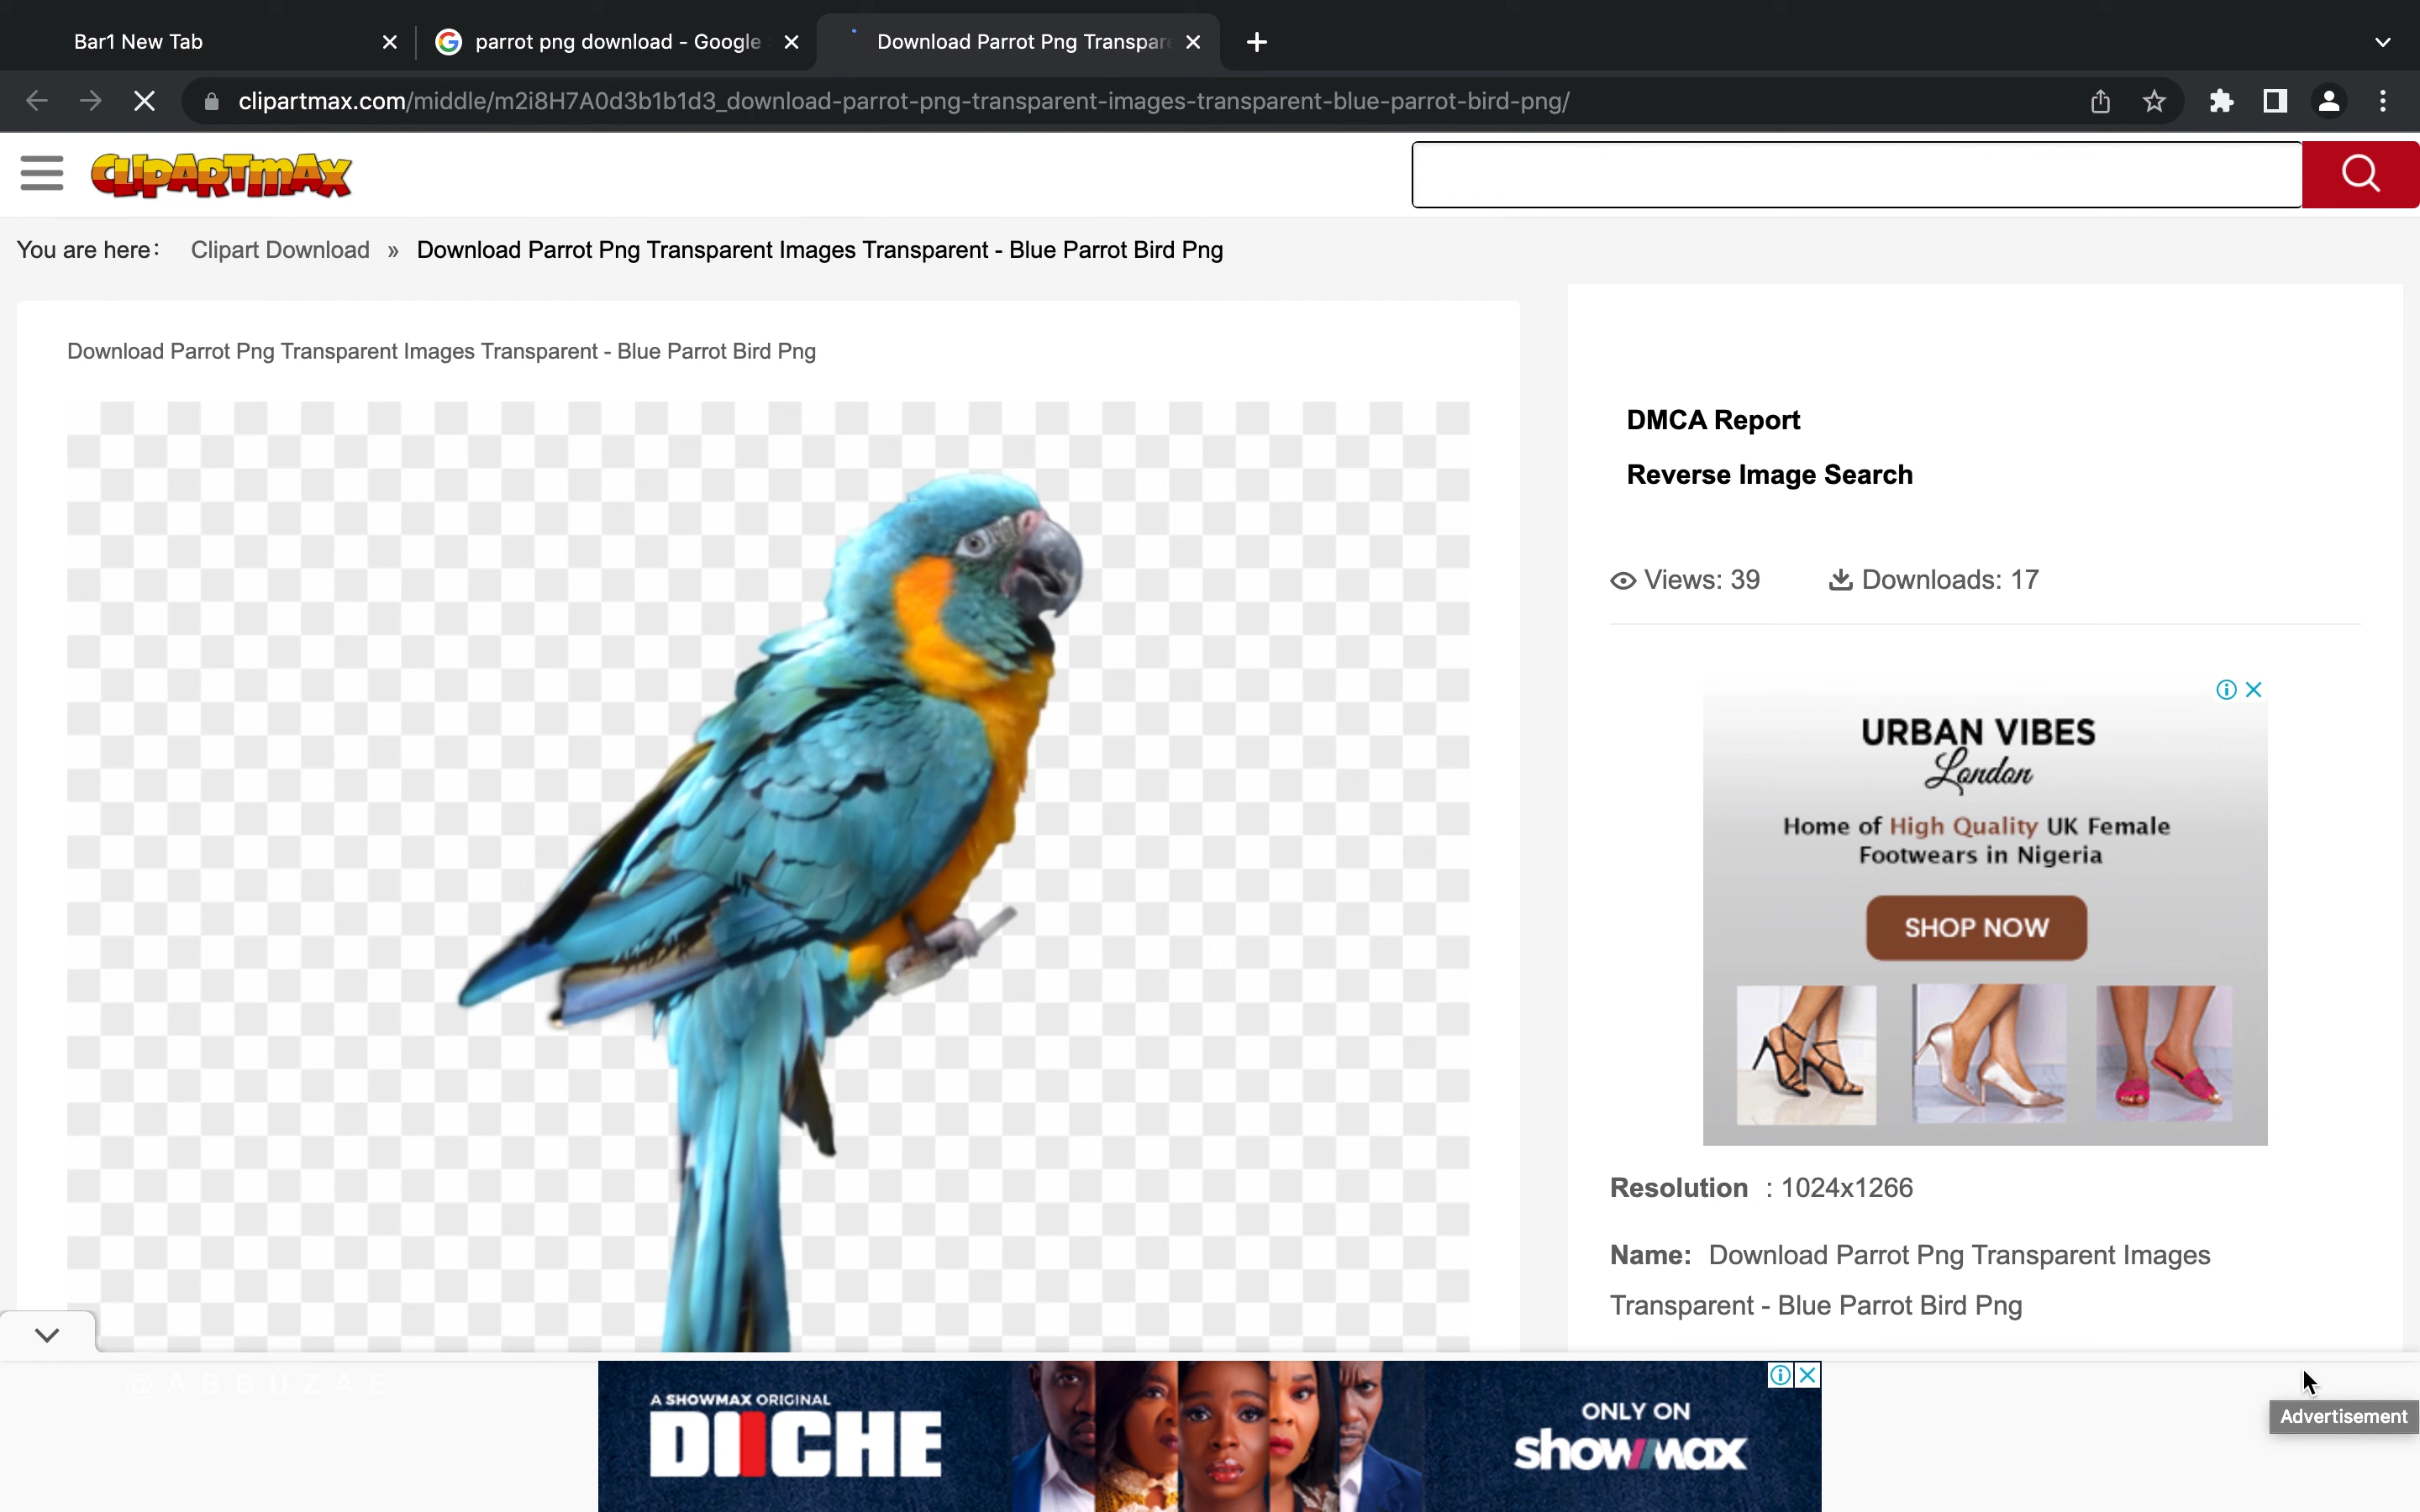 Bar1 New Tab
parrot png download - Google
Download Parrot Png Transpar
clipartmax.com/middle/m2i8H7A0d3b1b1d3_download-parrot-png-transparent-images-transparent-blue-parrot-bird-png/
CLIPARTMAX
You are here: Clipart Download » Download Parrot Png Transparent Images Transparent - Blue Parrot Bird Png
Download Parrot Png Transparent Images Transparent - Blue Parrot Bird Png
DMCA Report
Reverse Image Search
Views: 39 Downloads: 17
URBAN VIBES
London
Home of High Quality UK Female
Footwears in Nigeria
SHOP NOW
Resolution : 1024x1266
Name: Download Parrot Png Transparent Images
Transparent - Blue Parrot Bird Png
@ABBUZAE
A SHOWMAX ORIGINAL
DIICHE
ONLY ON
showmax
Advertisement